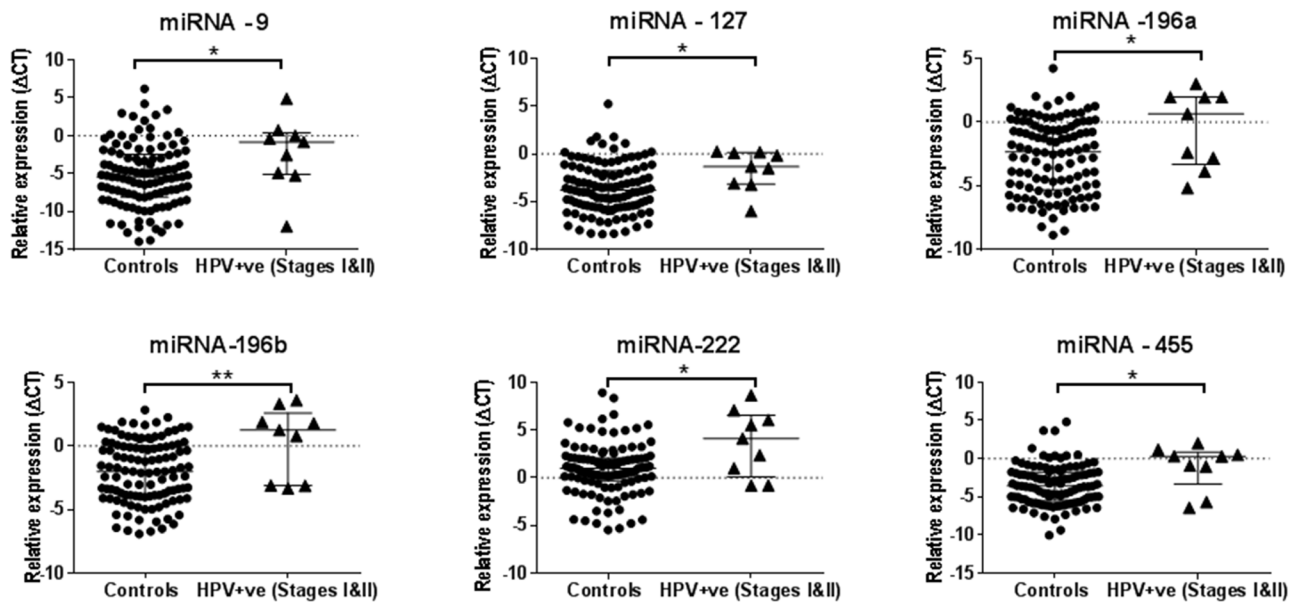 miRNA - 9
*
Relative expression (ΔCT)
10
5
0
-5
-10
-15
Controls
HPV+ve (Stages I&II)
miRNA - 127
*
Relative expression (ΔCT)
10
5
0
-5
-10
Controls
HPV+ve (Stages I&II)
miRNA -196a
*
Relative expression (ΔCT)
5
0
-5
-10
Controls
HPV+ve (Stages I&II)
miRNA-196b
**
Relative expression (ΔCT)
5
0
-5
-10
Controls
HPV+ve (Stages I&II)
miRNA-222
*
Relative expression (ΔCT)
10
5
0
-5
-10
Controls
HPV+ve (Stages I&II)
miRNA - 455
*
Relative expression (ΔCT)
10
5
0
-5
-10
-15
Controls
HPV+ve (Stages I&II)